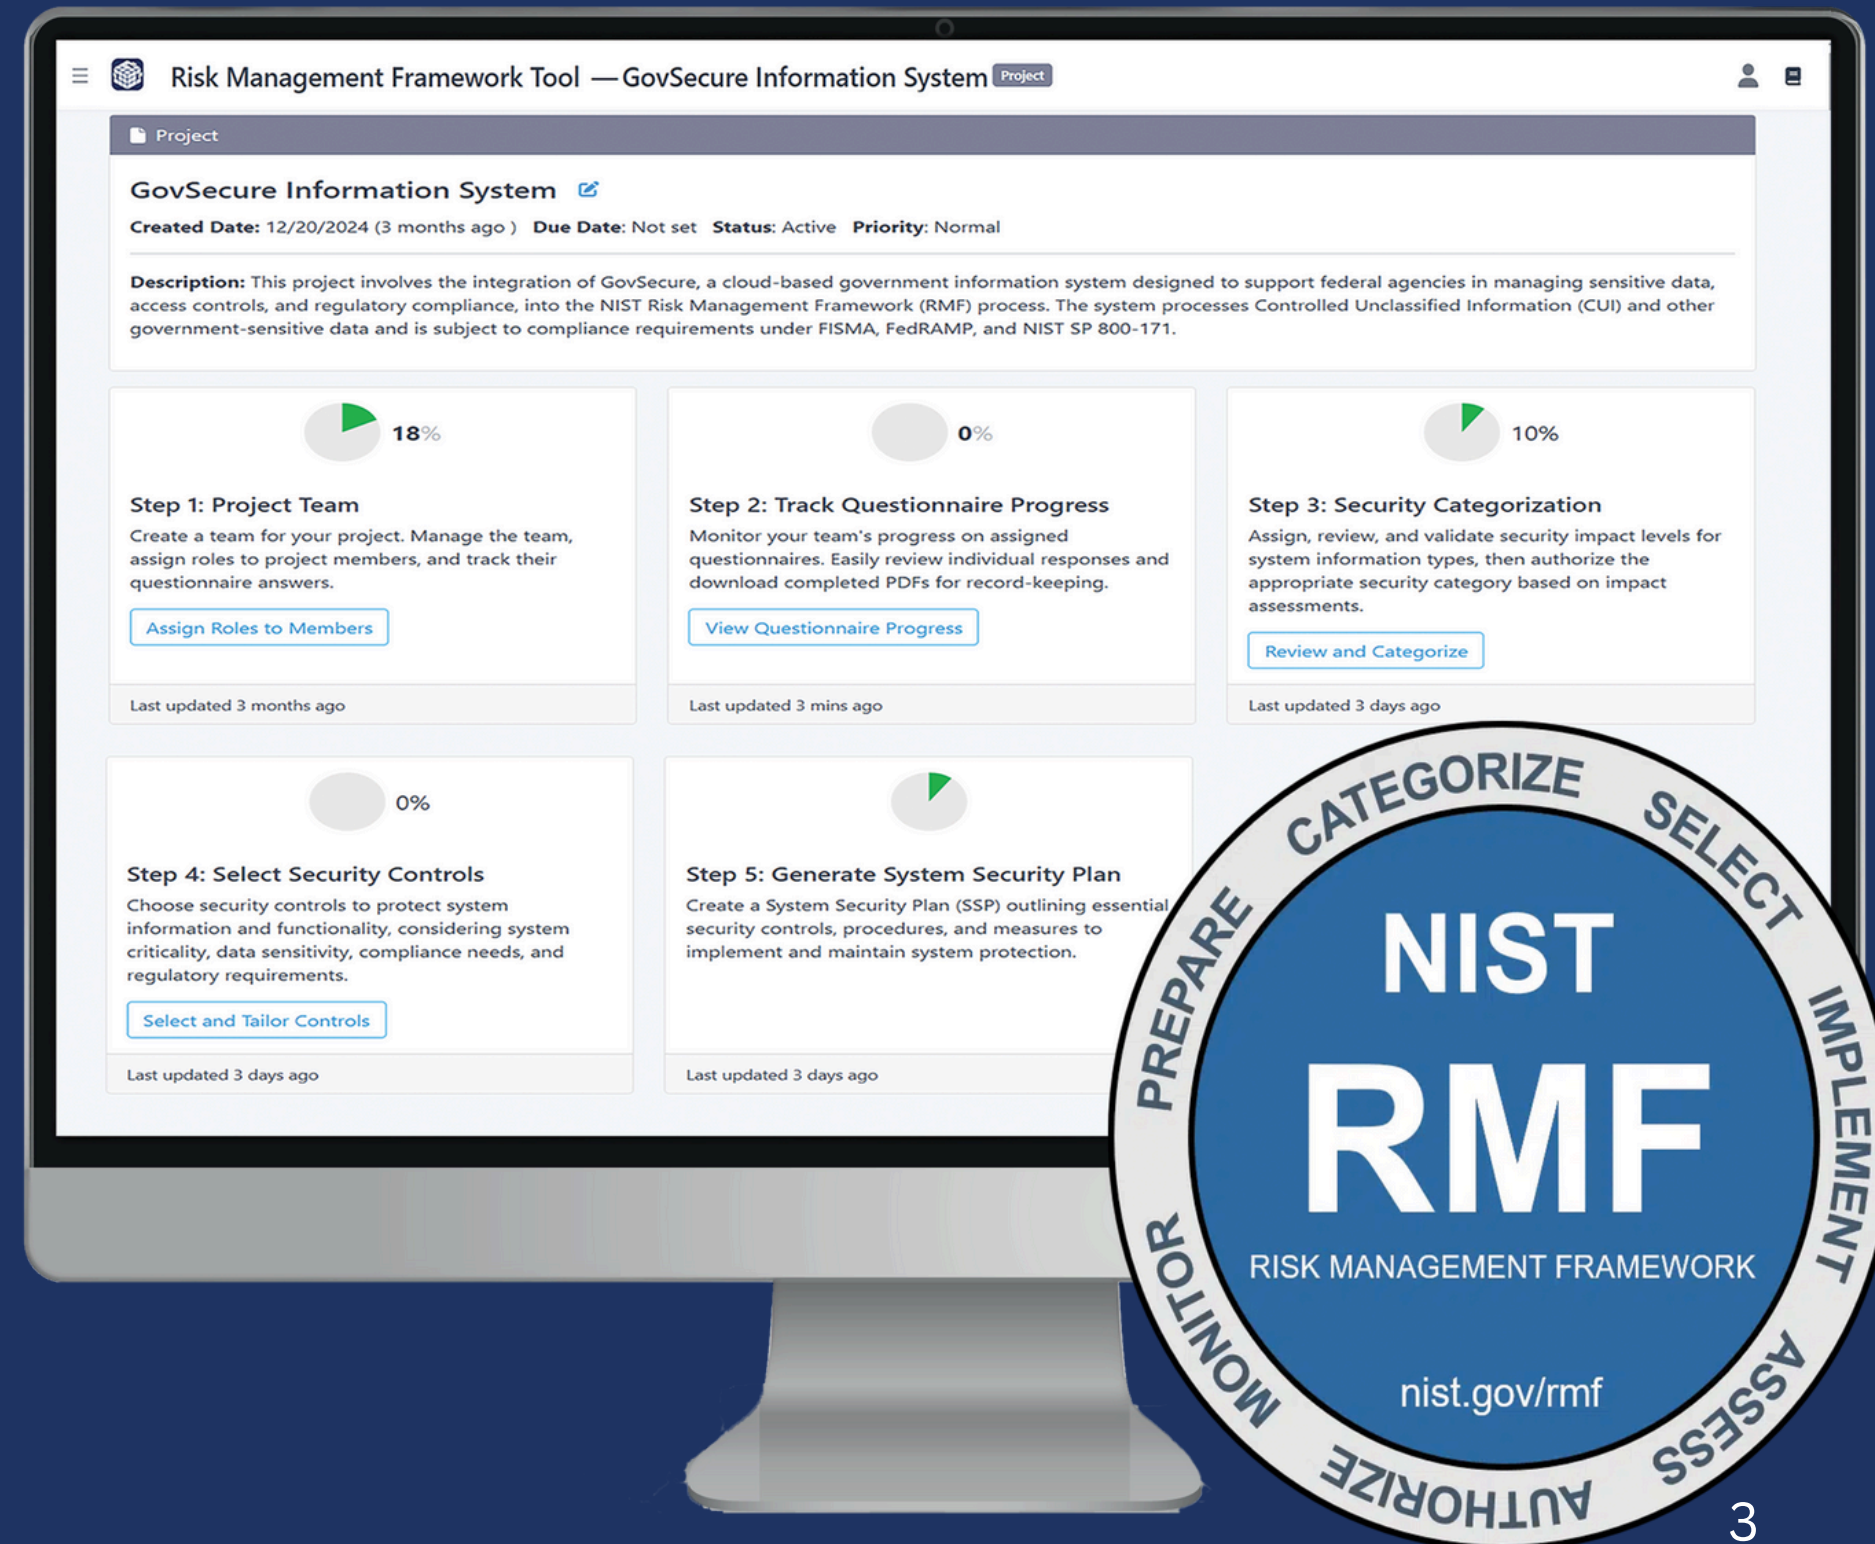 Risk Management Framework Tool — GovSecure Information System Project
Project
GovSecure Information System
Created Date: 12/20/2024 (3 months ago ) Due Date: Not set Status: Active Priority: Normal
Description: This project involves the integration of GovSecure, a cloud-based government information system designed to support federal agencies in managing sensitive data,
access controls, and regulatory compliance, into the NIST Risk Management Framework (RMF) process. The system processes Controlled Unclassified Information (CUI) and other
government-sensitive data and is subject to compliance requirements under FISMA, FedRAMP, and NIST SP 800-171.
18%
Step 1: Project Team
Create a team for your project. Manage the team,
assign roles to project members, and track their
questionnaire answers.
Assign Roles to Members
Last updated 3 months ago
0%
Step 2: Track Questionnaire Progress
Monitor your team's progress on assigned
questionnaires. Easily review individual responses and
download completed PDFs for record-keeping.
View Questionnaire Progress
Last updated 3 mins ago
10%
Step 3: Security Categorization
Assign, review, and validate security impact levels for
system information types, then authorize the
appropriate security category based on impact
assessments.
Review and Categorize
Last updated 3 days ago
0%
Step 4: Select Security Controls
Choose security controls to protect system
information and functionality, considering system
criticality, data sensitivity, compliance needs, and
regulatory requirements.
Select and Tailor Controls
Last updated 3 days ago
Step 5: Generate System Security Plan
Create a System Security Plan (SSP) outlining essential
security controls, procedures, and measures to
implement and maintain system protection.
Last updated 3 days ago
PREPARE
CATEGORIZE
SELECT
IMPLEMENT
ASSESS
AUTHORIZE
MONITOR
NIST
RMF
RISK MANAGEMENT FRAMEWORK
nist.gov/rmf
3